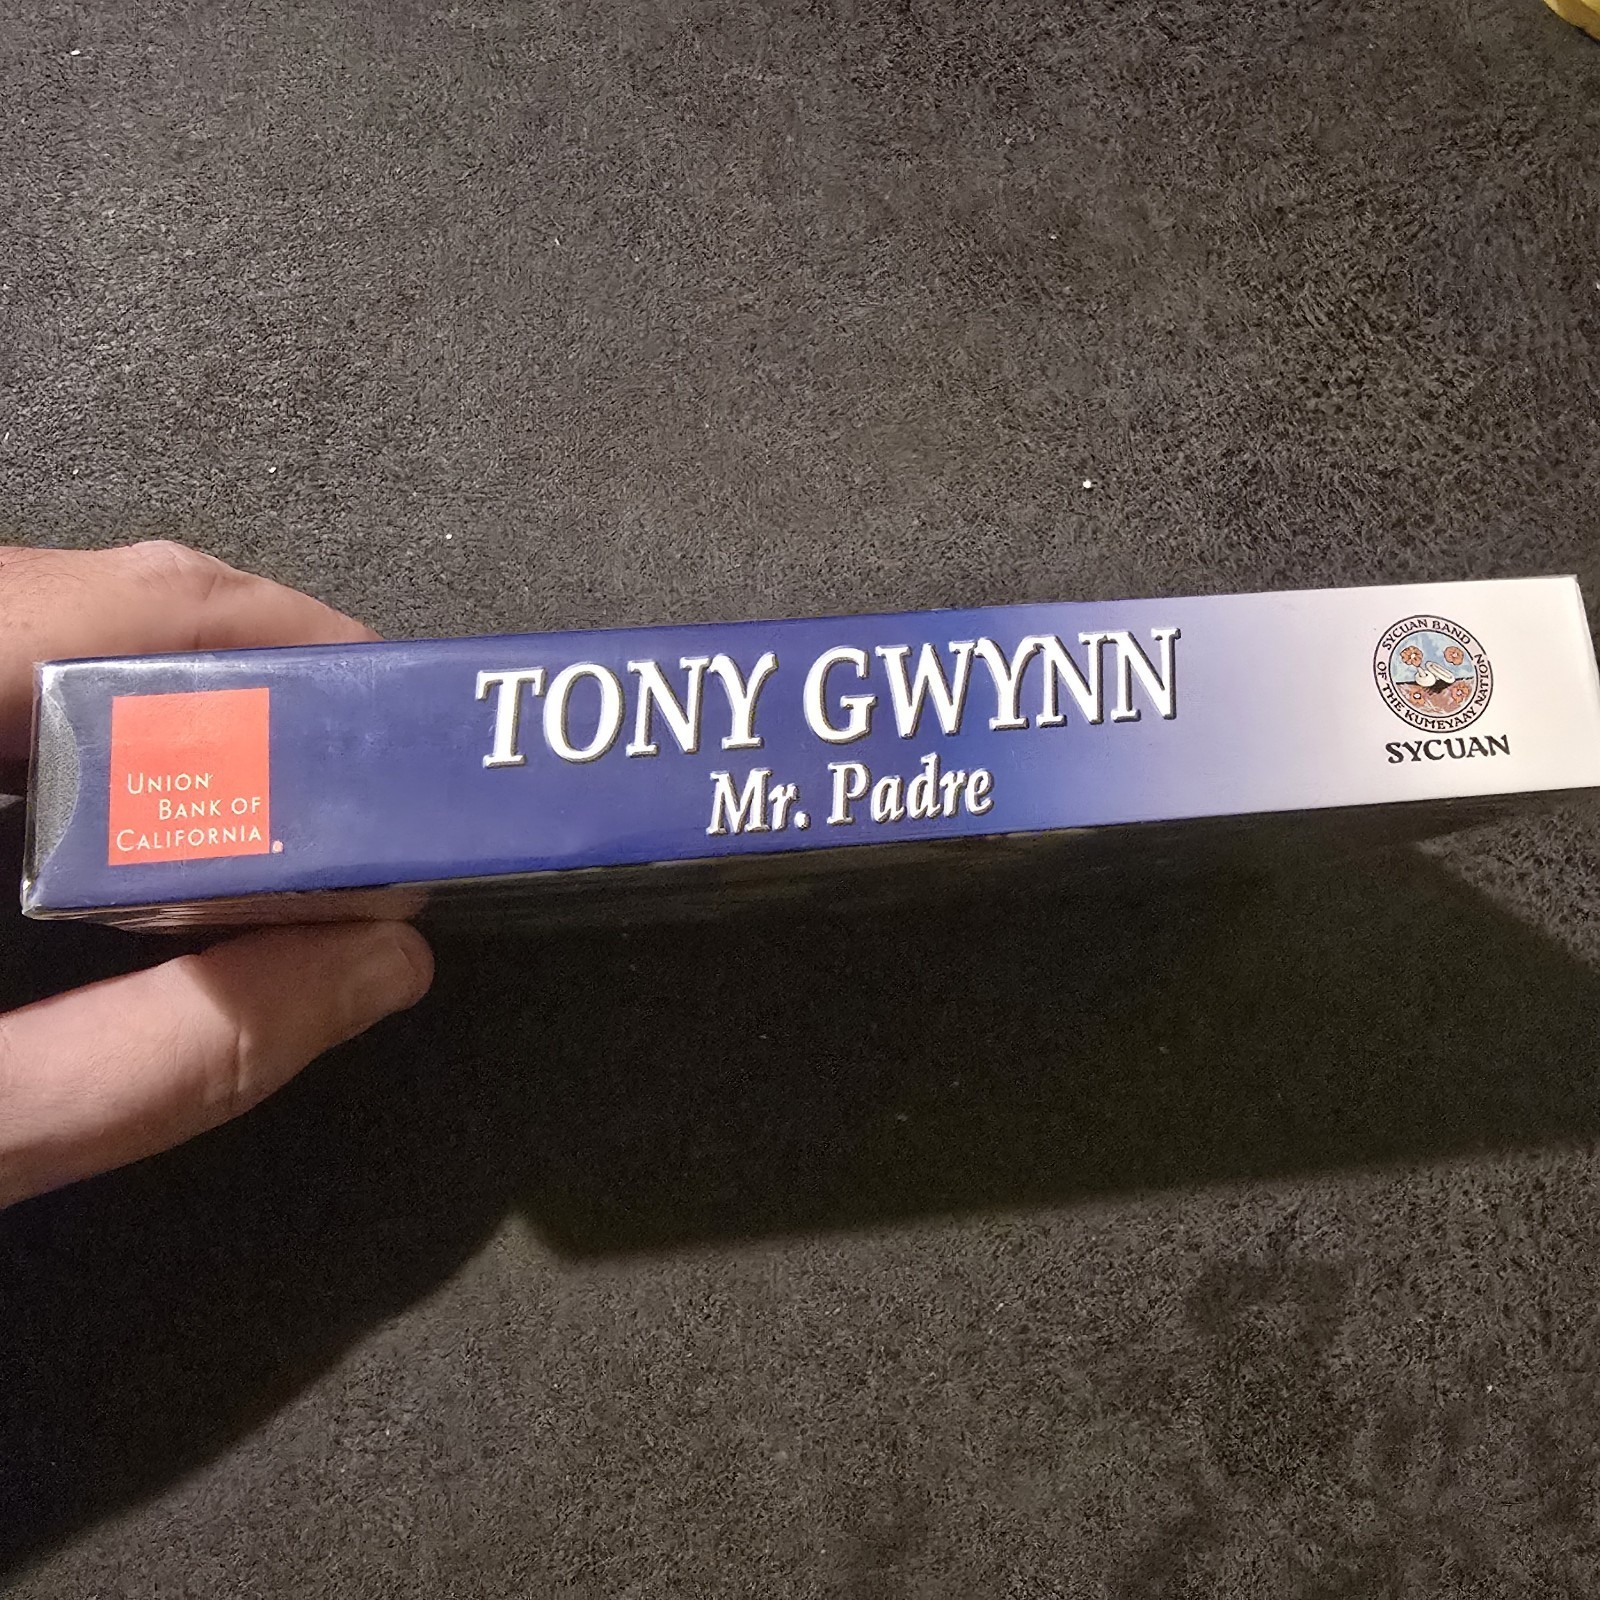 UNION
BANK OF
CALIFORNIA
TONY GWYNN
Mr. Padre
SYCUAN BAND
OF THE KUMEYAAY NATION
SYCUAN